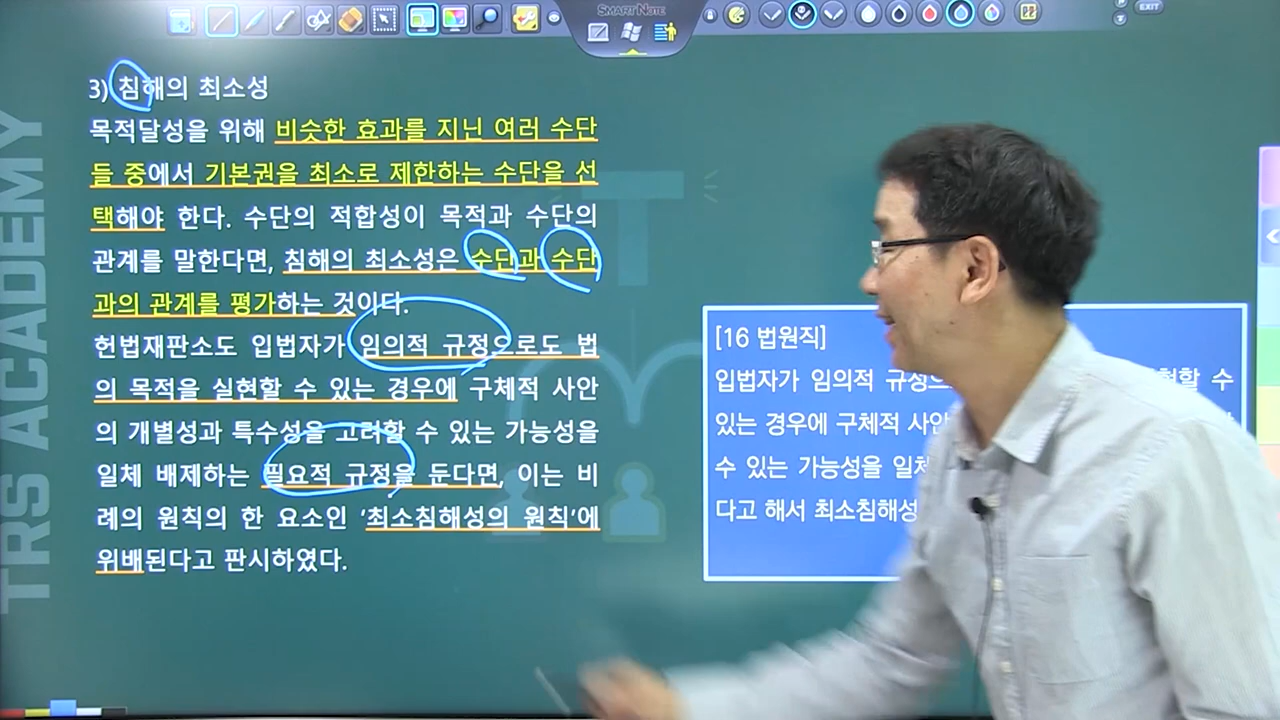 SMART NOTE
EXIT
TRS ACADEMY
3) 침해의 최소성
목적달성을 위해 비슷한 효과를 지닌 여러 수단
들 중에서 기본권을 최소로 제한하는 수단을 선
택해야 한다. 수단의 적합성이 목적과 수단의
관계를 말한다면, 침해의 최소성은 수단과 수단
과의 관계를 평가하는 것이다.
헌법재판소도 입법자가 임의적 규정으로도 법
의 목적을 실현할 수 있는 경우에 구체적 사안
의 개별성과 특수성을 고려할 수 있는 가능성을
일체 배제하는 필요적 규정을 둔다면, 이는 비
례의 원칙의 한 요소인 '최소침해성의 원칙'에
위배된다고 판시하였다.
[16 법원직]
입법자가 임의적 규정으 현할 수
있는 경우에 구체적 사안
수 있는 가능성을 일체
다고 해서 최소침해성